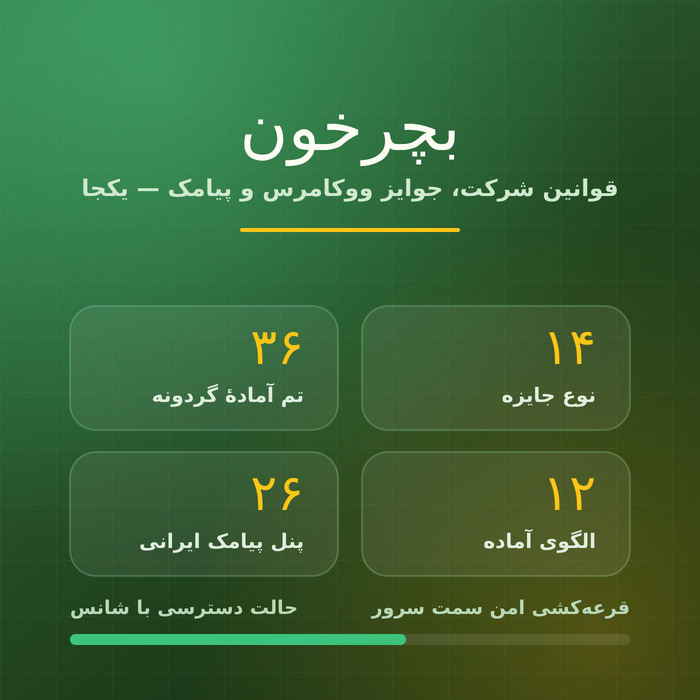 بچرخون
قوانین شرکت، جوایز ووکامرس و پیامک — یکجا
۱۴
نوع جایزه
۳۶
تم آمادهٔ گردونه
۱۲
الگوی آماده
۲۶
پنل پیامک ایرانی
قرعه‌کشی امن سمت سرور
حالت دسترسی با شانس